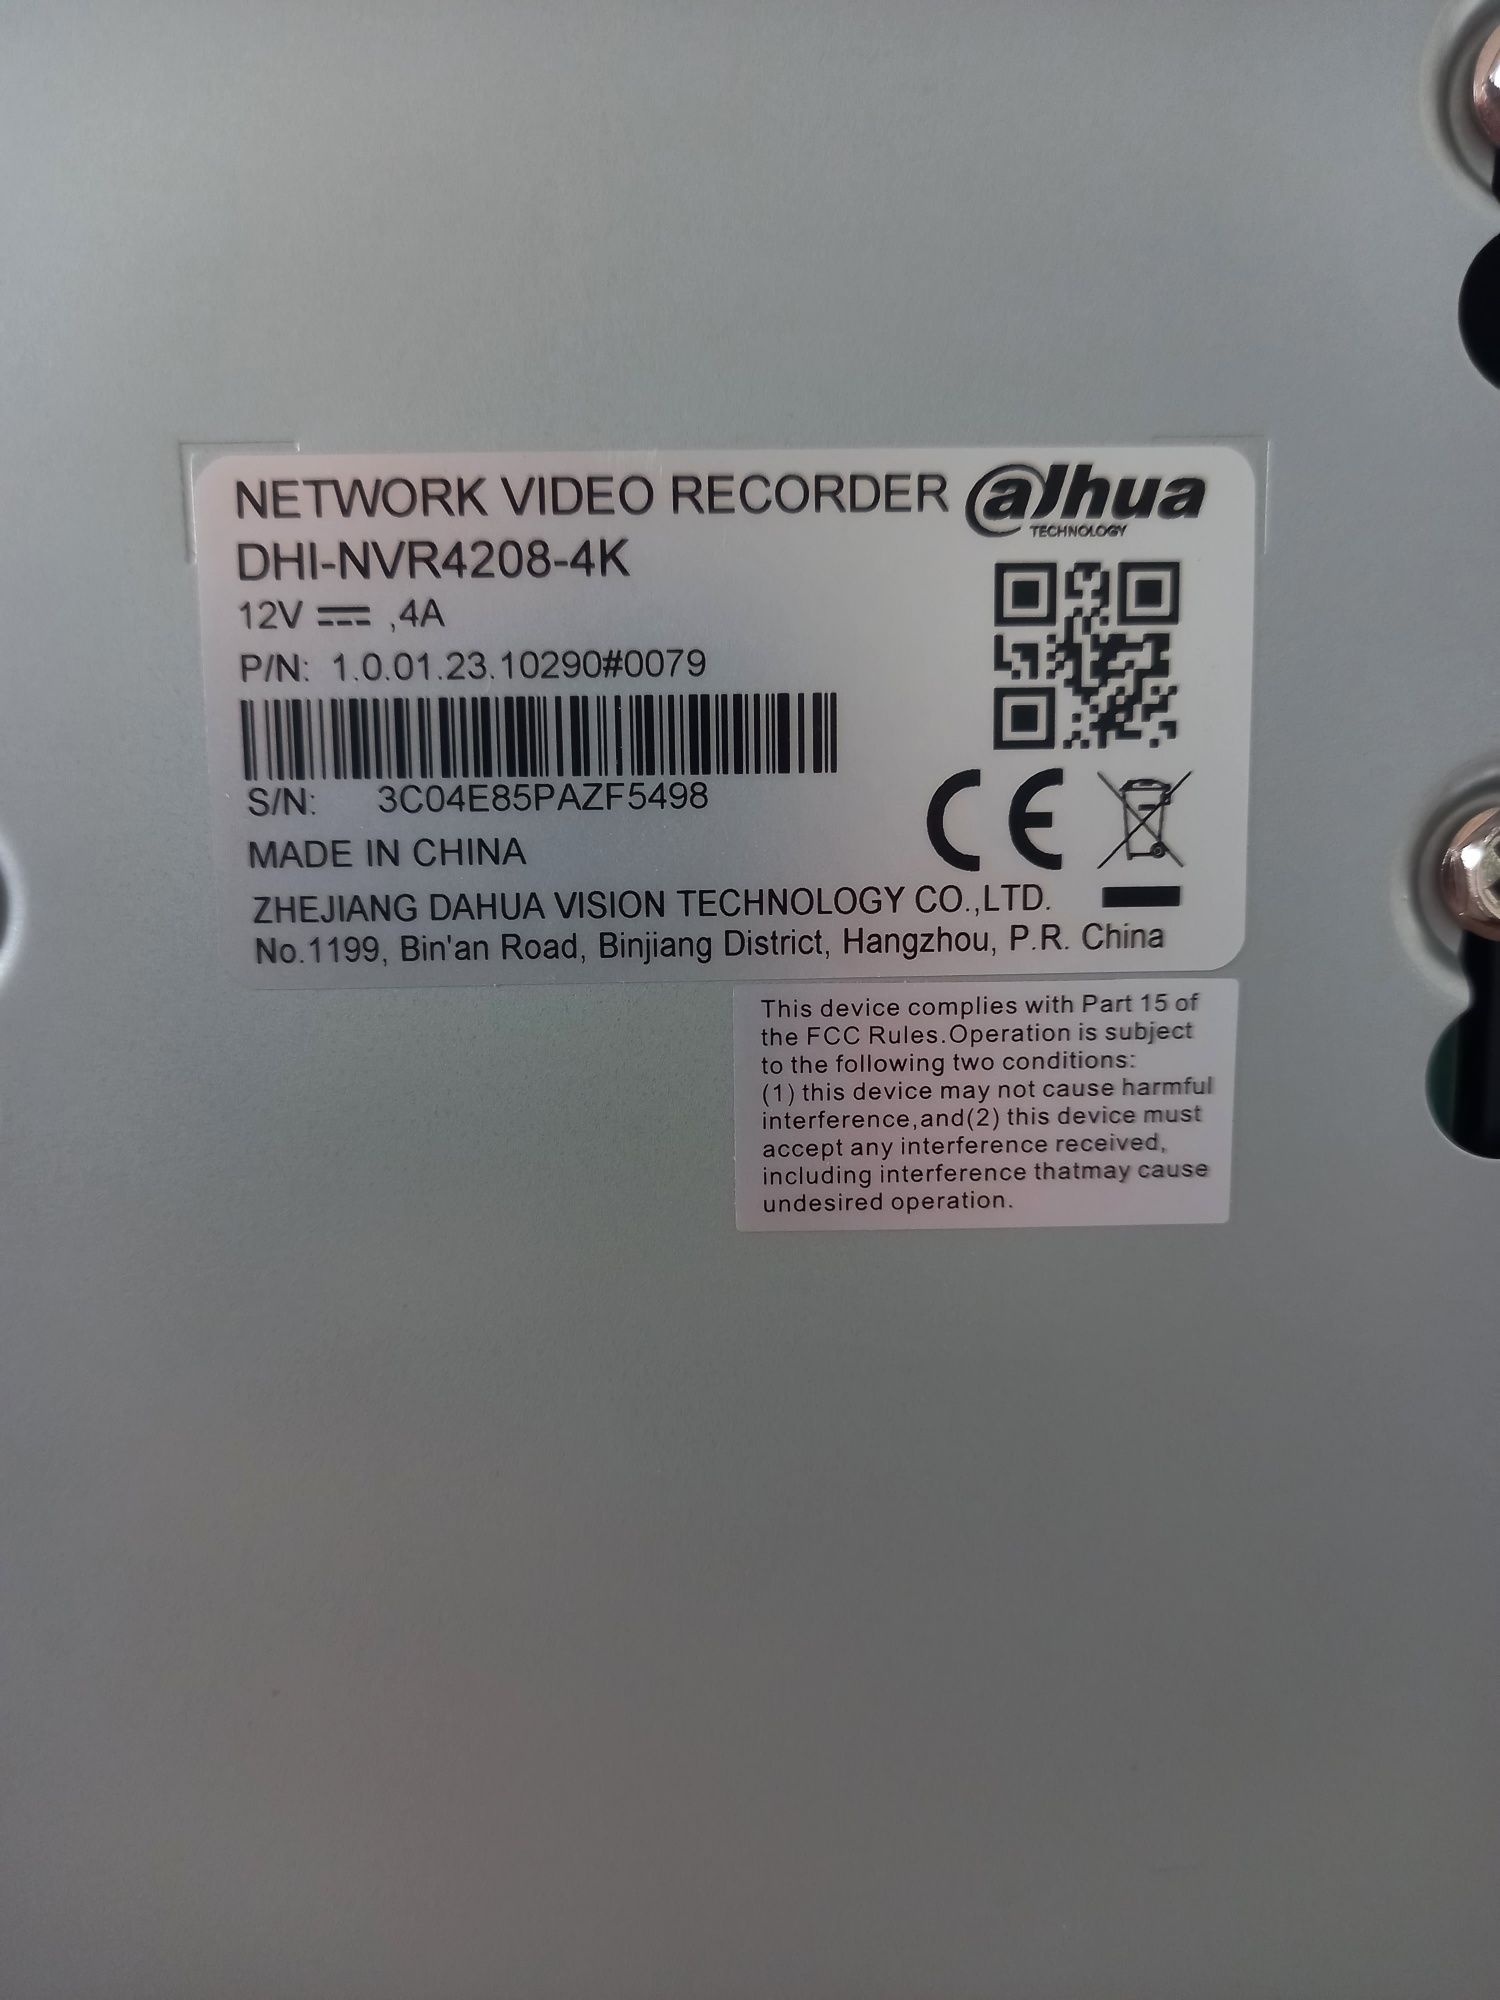 NETWORK VIDEO RECORDER
alhua
TECHNOLOGY
DHI-NVR4208-4K
12V ⎓ ,4A
P/N: 1.0.01.23.10290#0079
S/N: 3C04E85PAZF5498
MADE IN CHINA
CE
ZHEJIANG DAHUA VISION TECHNOLOGY CO.,LTD.
No.1199, Bin'an Road, Binjiang District, Hangzhou, P.R. China
This device complies with Part 15 of
the FCC Rules.Operation is subject
to the following two conditions:
(1) this device may not cause harmful
interference,and(2) this device must
accept any interference received,
including interference thatmay cause
undesired operation.